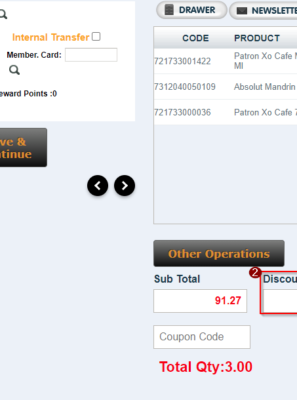 Internal Transfer
Member. Card:
eward Points :0
ve &
tinue
DRAWER
NEWSLETTE
CODE PRODUCT
721733001422 Patron Xo Cafe
Ml
7312040050109 Absolut Mandrin
721733000036 Patron Xo Cafe 7
Other Operations
2
Sub Total Discou
91.27
Coupon Code
Total Qty:3.00